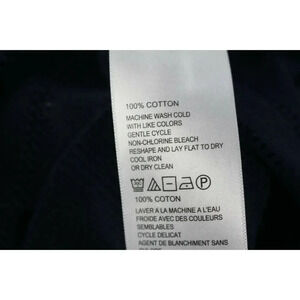 100% COTTON
MACHINE WASH COLD
WITH LIKE COLORS
GENTLE CYCLE
NON-CHLORINE BLEACH
RESHAPE AND LAY FLAT TO DRY
COOL IRON
OR DRY CLEAN
P
100% COTON
LAVER A LA MACHINE A L'EAU
FROIDE AVEC DES COULEURS
SEMBLABLES
CYCLE DELICAT
AGENT DE BLANCHIMENT SANS